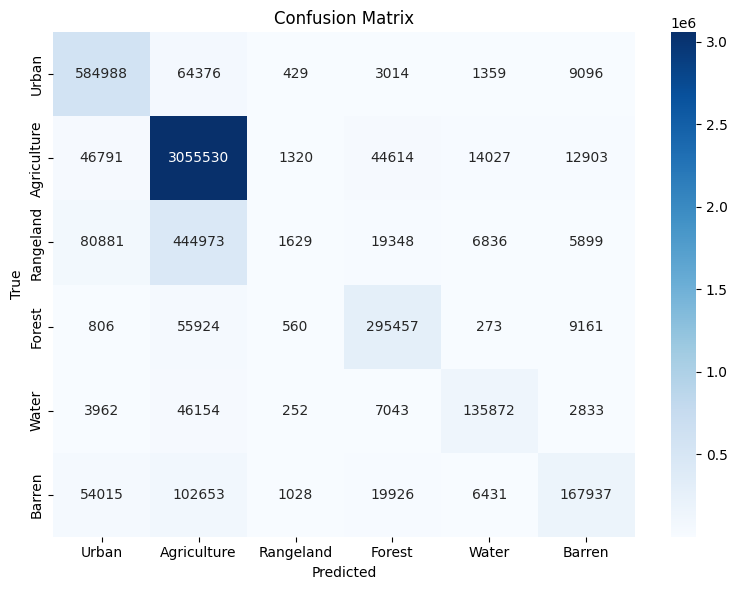 Confusion Matrix
1e6
Urban 584988 64376 429 3014 1359 9096
Agriculture 46791 3055530 1320 44614 14027 12903
Rangeland 80881 444973 1629 19348 6836 5899
Forest 806 55924 560 295457 273 9161
Water 3962 46154 252 7043 135872 2833
Barren 54015 102653 1028 19926 6431 167937
Urban Agriculture Rangeland Forest Water Barren
Predicted
True
3.0
2.5
2.0
1.5
1.0
0.5